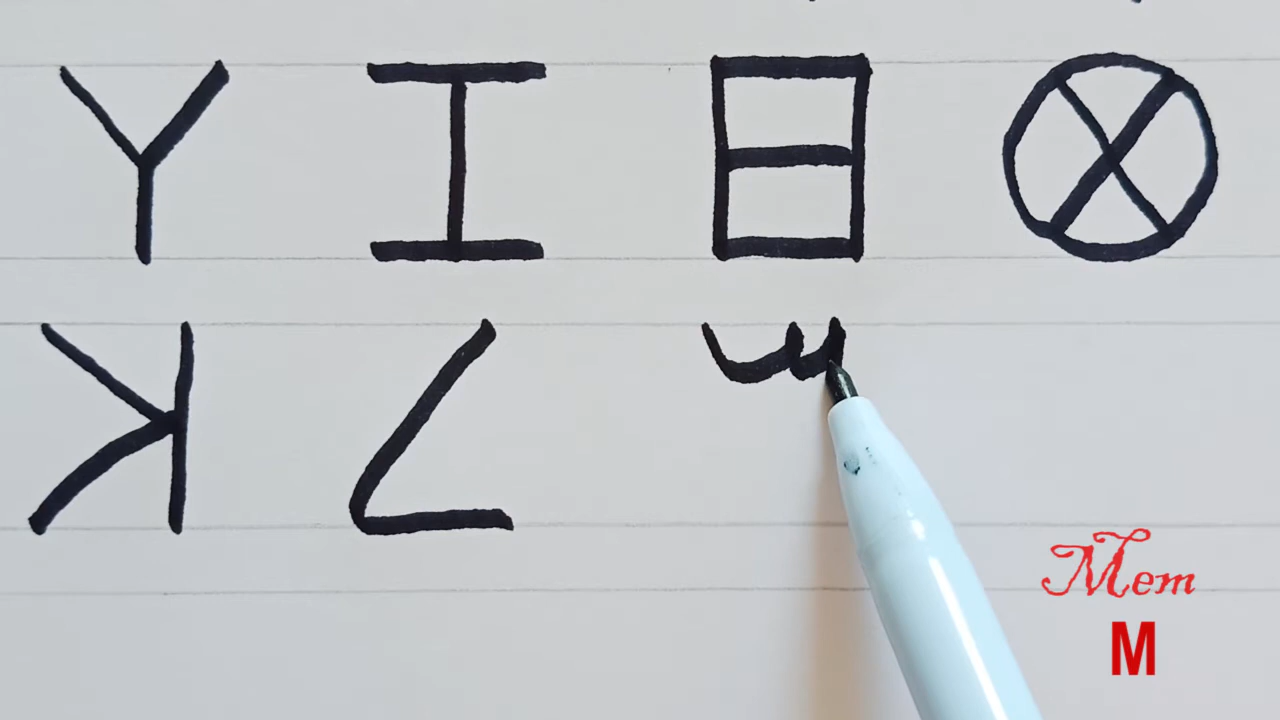 𐤅 𐤆 𐤇 𐤈
𐤊 𐤋
Mem
M